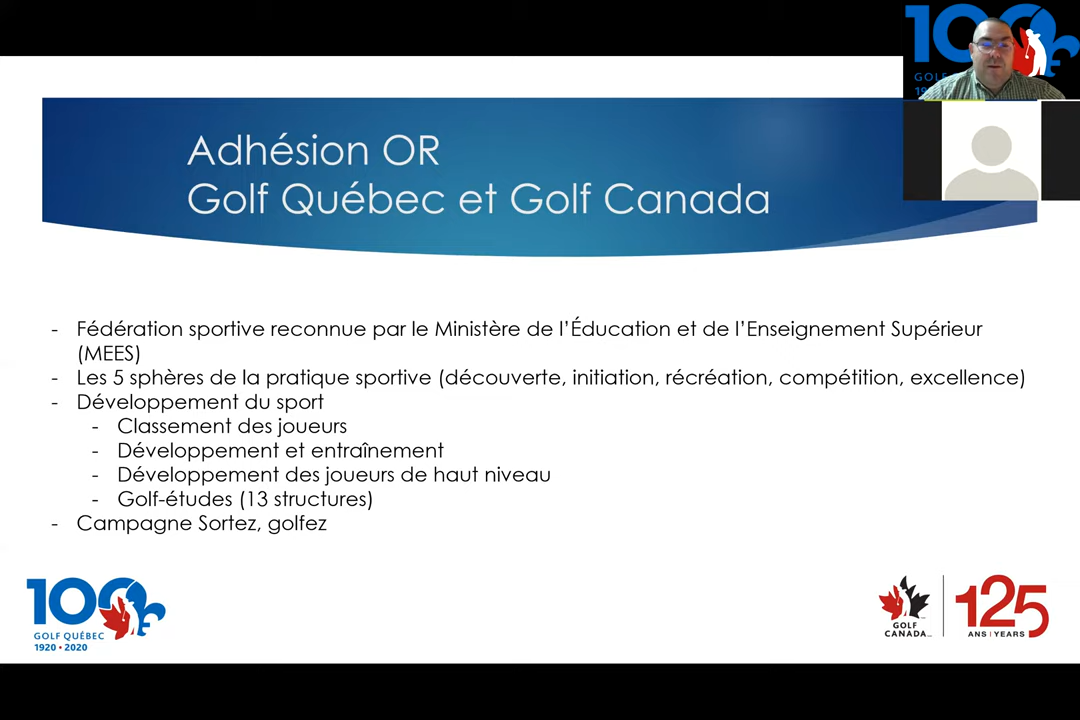 Adhésion OR
Golf Québec et Golf Canada
- Fédération sportive reconnue par le Ministère de l'Éducation et de l'Enseignement Supérieur
(MEES)
- Les 5 sphères de la pratique sportive (découverte, initiation, récréation, compétition, excellence)
- Développement du sport
- Classement des joueurs
- Développement et entraînement
- Développement des joueurs de haut niveau
- Golf-études (13 structures)
- Campagne Sortez, golfez
100
GOLF QUÉBEC
1920 • 2020
GOLF
CANADA
125
ANS | YEARS
100
GOLF
19